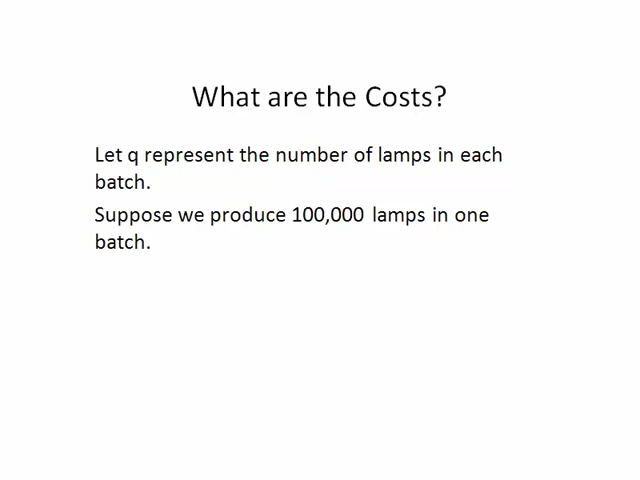 What are the Costs?
Let q represent the number of lamps in each
batch.
Suppose we produce 100,000 lamps in one
batch.